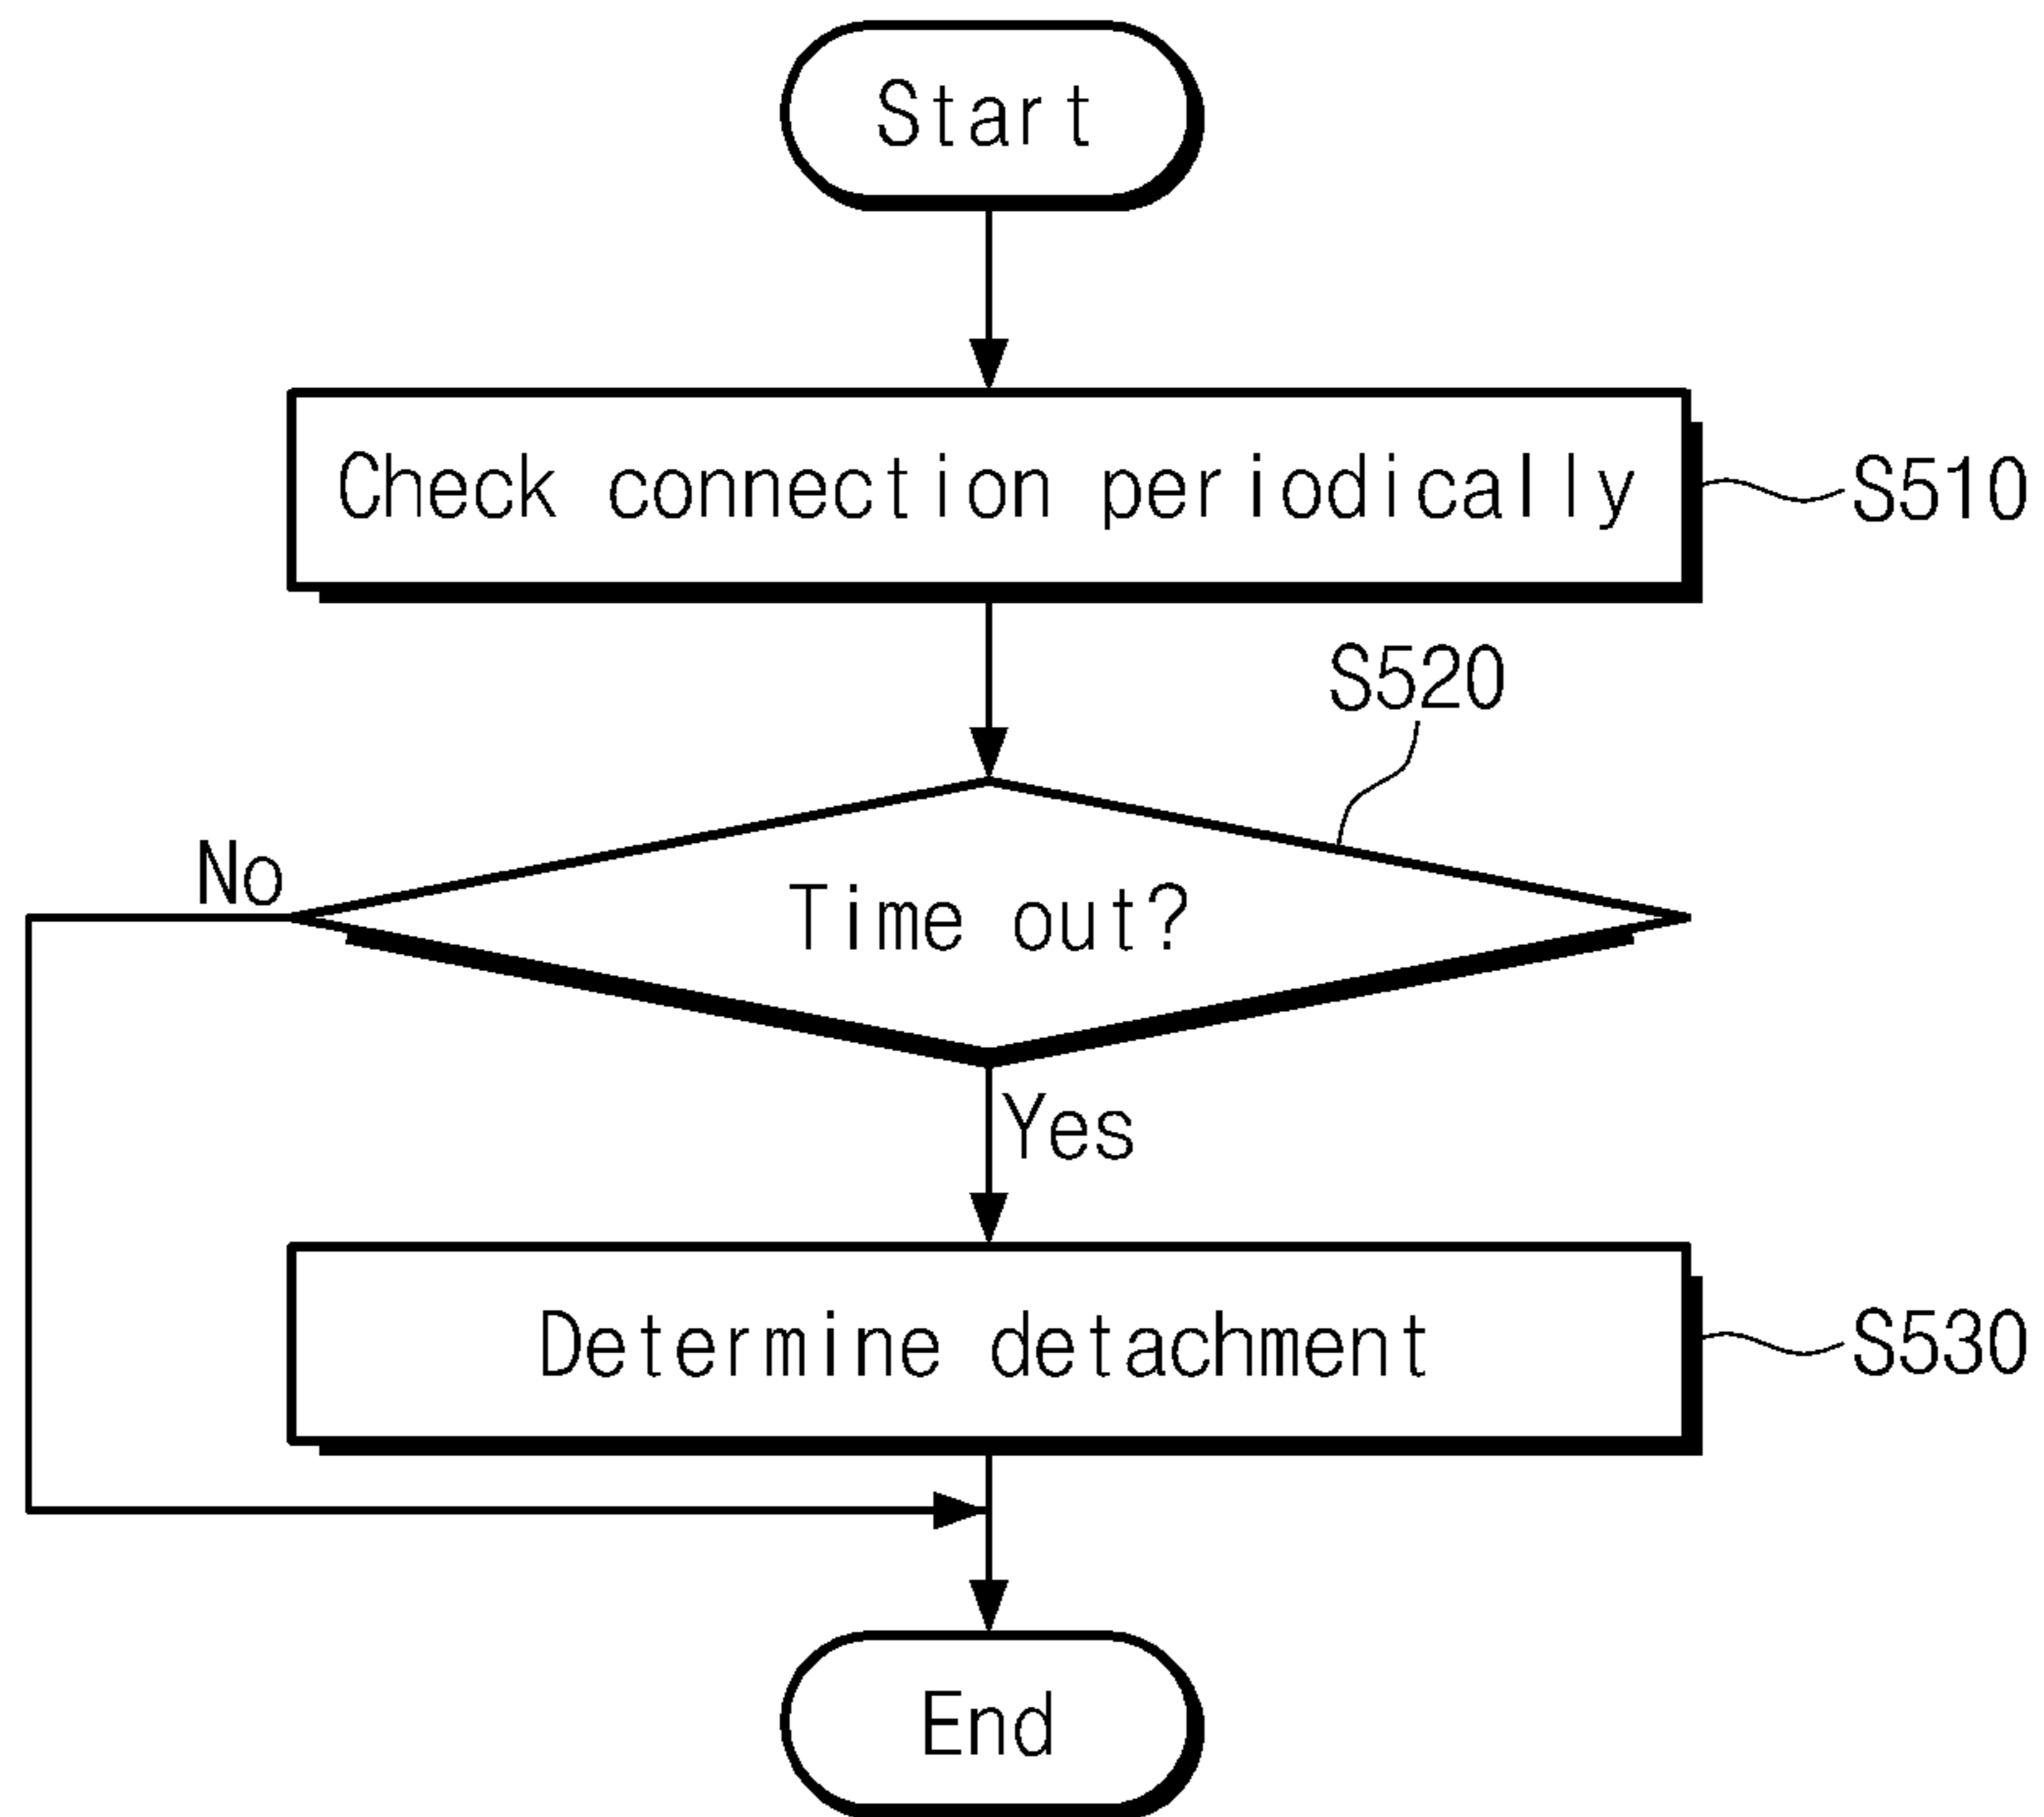 Start
Check connection periodically
S510
S520
No
Time out?
Yes
Determine detachment
S530
End